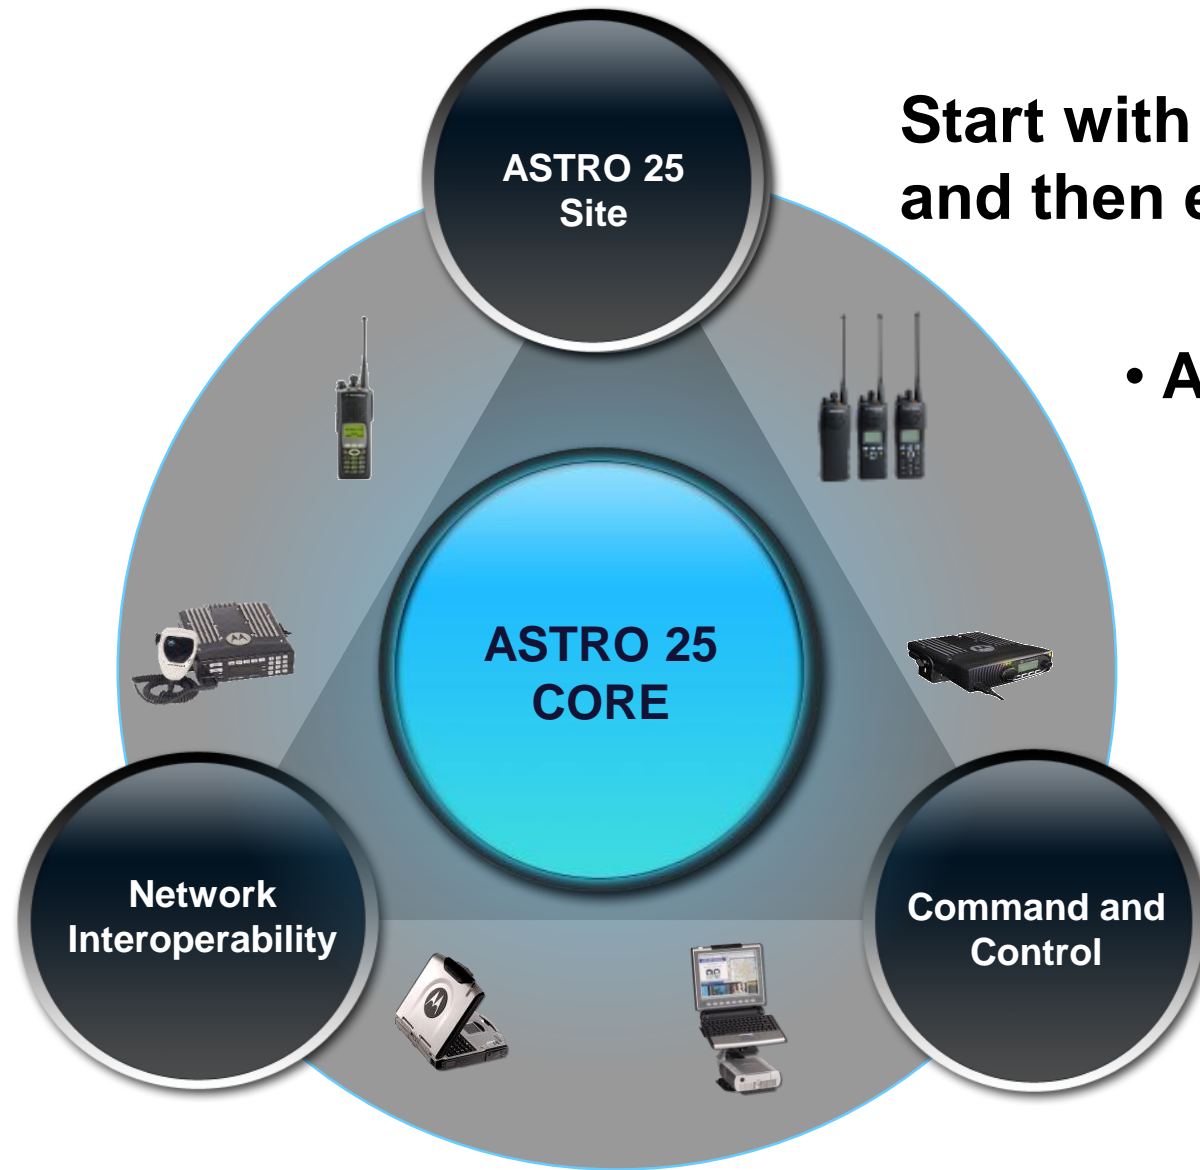 ASTRO 25
Site
Start with
and then e
• A
ASTRO 25
CORE
Network
Interoperability
Command and
Control